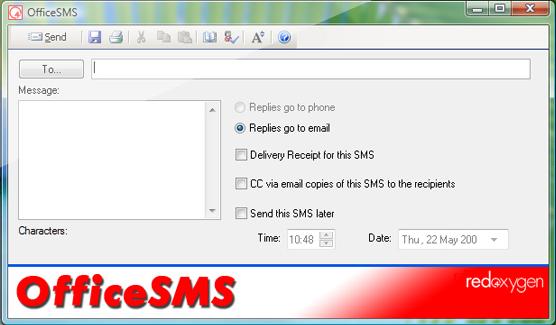 OfficeSMS
Send
To...
Message:
Replies go to phone
Replies go to email
Delivery Receipt for this SMS
CC via email copies of this SMS to the recipients
Send this SMS later
Characters:
Time: 10:48 Date: Thu , 22 May 200
OfficeSMS
redoxygen